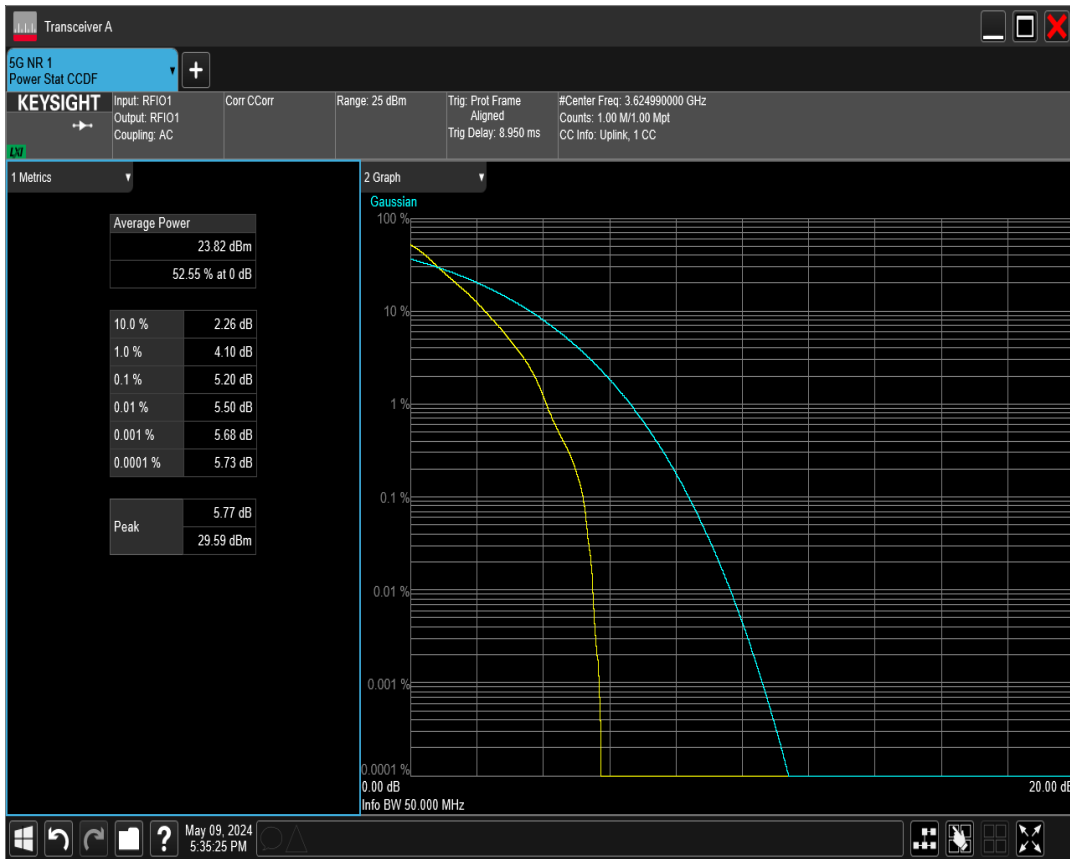 Transceiver A
5G NR 1
Power Stat CCDF
+
KEYSIGHT
LXI
Input: RFIO1
Output: RFIO1
Coupling: AC
Corr CCorr
Range: 25 dBm
Trig: Prot Frame
Aligned
Trig Delay: 8.950 ms
#Center Freq: 3.624990000 GHz
Counts: 1.00 M/1.00 Mpt
CC Info: Uplink, 1 CC
1 Metrics
Average Power
23.82 dBm
52.55 % at 0 dB
10.0 % 2.26 dB
1.0 % 4.10 dB
0.1 % 5.20 dB
0.01 % 5.50 dB
0.001 % 5.68 dB
0.0001 % 5.73 dB
Peak 5.77 dB
29.59 dBm
2 Graph
Gaussian
100 %
10 %
1 %
0.1 %
0.01 %
0.001 %
0.0001 %
0.00 dB 20.00 dB
Info BW 50.000 MHz
?
May 09, 2024
5:35:25 PM